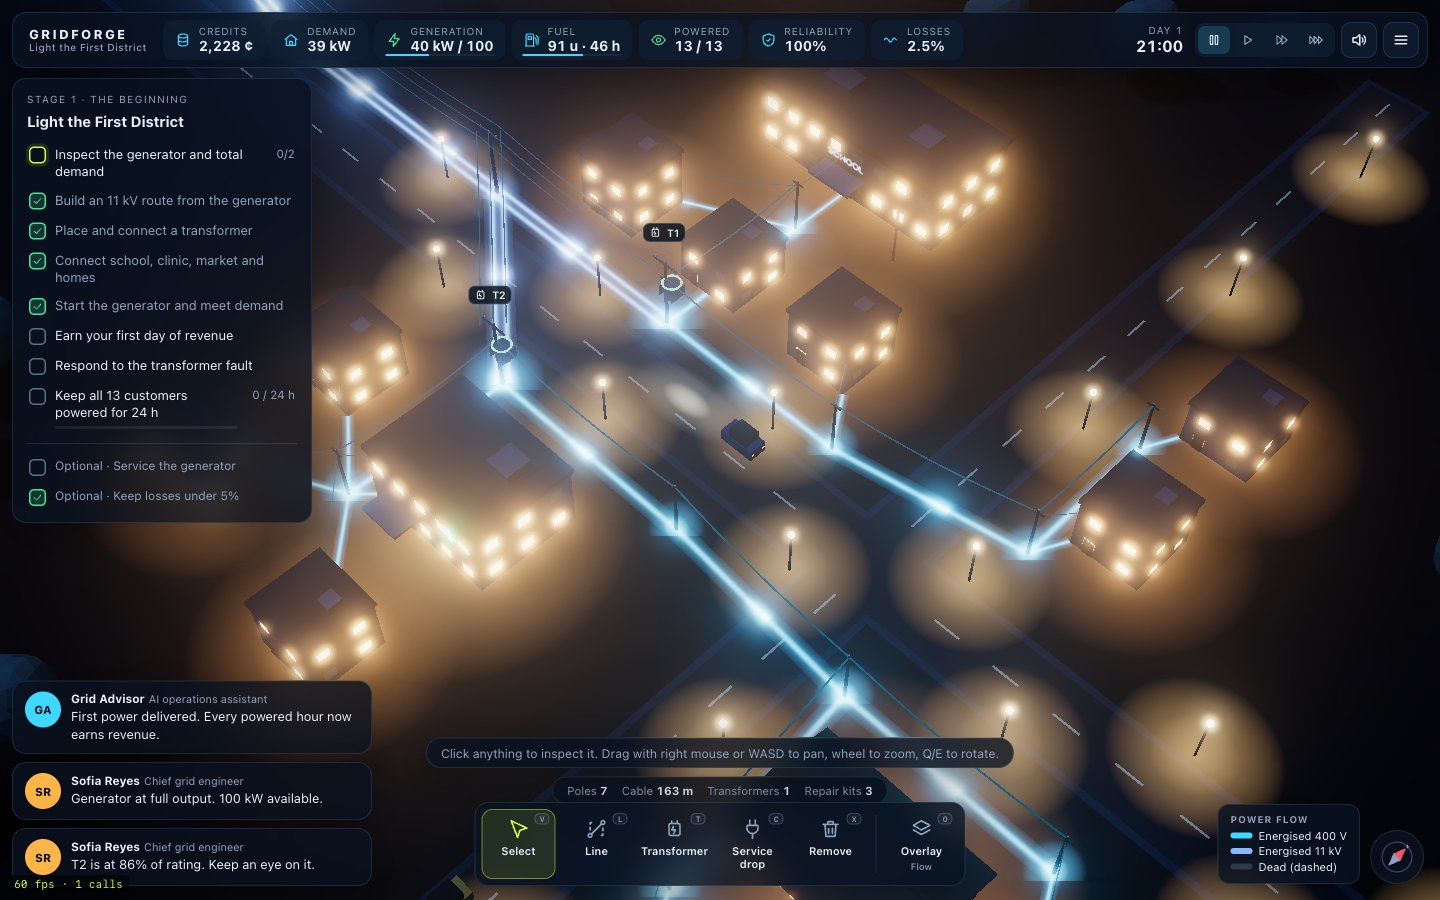 GRIDFORGE
Light the First District
CREDITS
2,228 ¢
DEMAND
39 kW
GENERATION
40 kW / 100
FUEL
91 u · 46 h
POWERED
13 / 13
RELIABILITY
100%
LOSSES
2.5%
DAY 1
21:00
STAGE 1 · THE BEGINNING
Light the First District
Inspect the generator and total demand
0/2
Build an 11 kV route from the generator
Place and connect a transformer
Connect school, clinic, market and homes
Start the generator and meet demand
Earn your first day of revenue
Respond to the transformer fault
Keep all 13 customers powered for 24 h
0 / 24 h
Optional · Service the generator
Optional · Keep losses under 5%
SCHOOL
T1
T2
GA
Grid Advisor AI operations assistant
First power delivered. Every powered hour now earns revenue.
SR
Sofia Reyes Chief grid engineer
Generator at full output. 100 kW available.
SR
Sofia Reyes Chief grid engineer
T2 is at 86% of rating. Keep an eye on it.
60 fps · 1 calls
Click anything to inspect it. Drag with right mouse or WASD to pan, wheel to zoom, Q/E to rotate.
Poles 7 Cable 163 m Transformers 1 Repair kits 3
V
Select
L
Line
T
Transformer
C
Service drop
X
Remove
O
Overlay
Flow
POWER FLOW
Energised 400 V
Energised 11 kV
Dead (dashed)